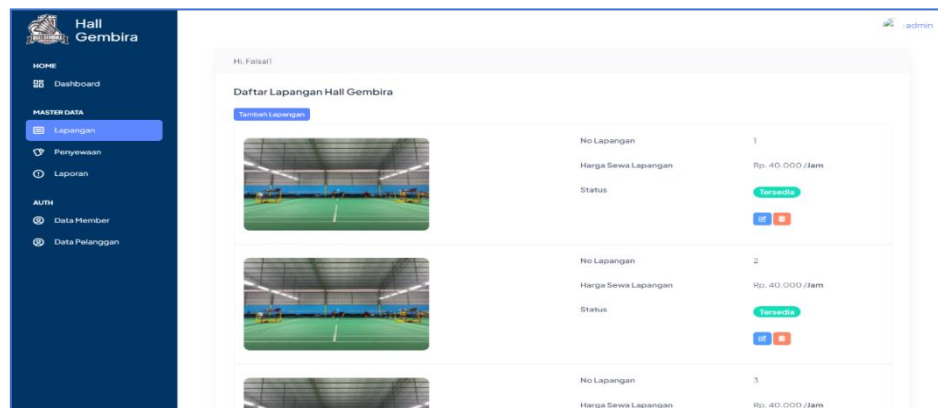 Hall
Gembira
admin
HOME
Dashboard
MASTER DATA
Lapangan
Penyewaan
Laporan
AUTH
Data Member
Data Pelanggan
Hi, Faisal!
Daftar Lapangan Hall Gembira
Tambah Lapangan
No Lapangan 1
Harga Sewa Lapangan Rp. 40.000 /Jam
Status Tersedia
No Lapangan 2
Harga Sewa Lapangan Rp. 40.000 /Jam
Status Tersedia
No Lapangan 3
Harga Sewa Lapangan Rp. 40.000 /Jam